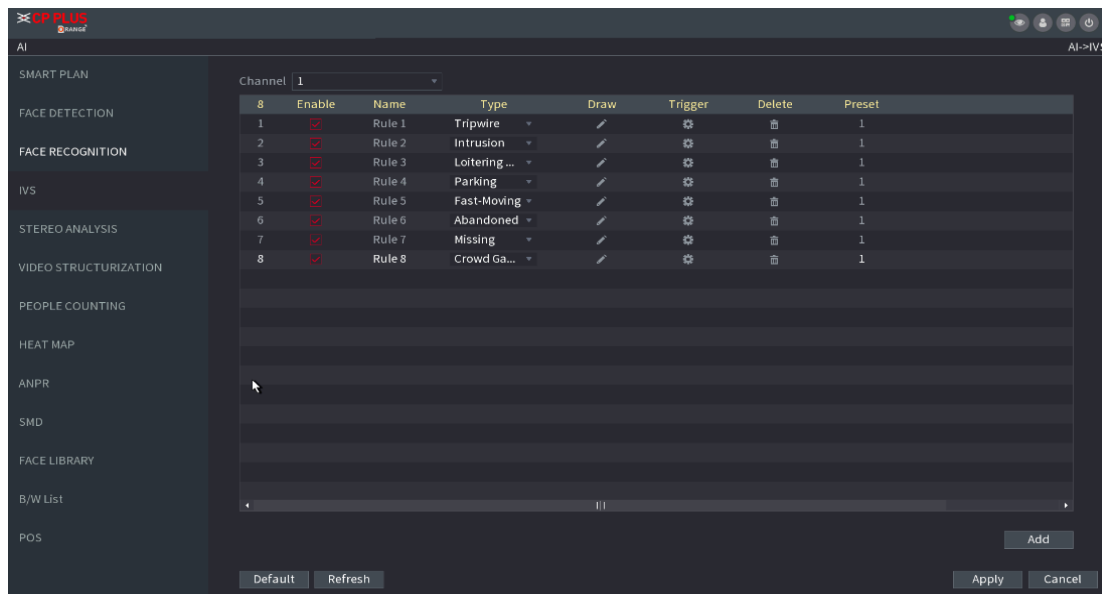 CP PLUS
ORANGE
AI AI->IVS
SMART PLAN
FACE DETECTION
FACE RECOGNITION
IVS
STEREO ANALYSIS
VIDEO STRUCTURIZATION
PEOPLE COUNTING
HEAT MAP
ANPR
SMD
FACE LIBRARY
B/W List
POS
Channel 1
8 Enable Name Type Draw Trigger Delete Preset
1 Rule 1 Tripwire 1
2 Rule 2 Intrusion 1
3 Rule 3 Loitering ... 1
4 Rule 4 Parking 1
5 Rule 5 Fast-Moving 1
6 Rule 6 Abandoned 1
7 Rule 7 Missing 1
8 Rule 8 Crowd Ga... 1
Add
Default Refresh Apply Cancel